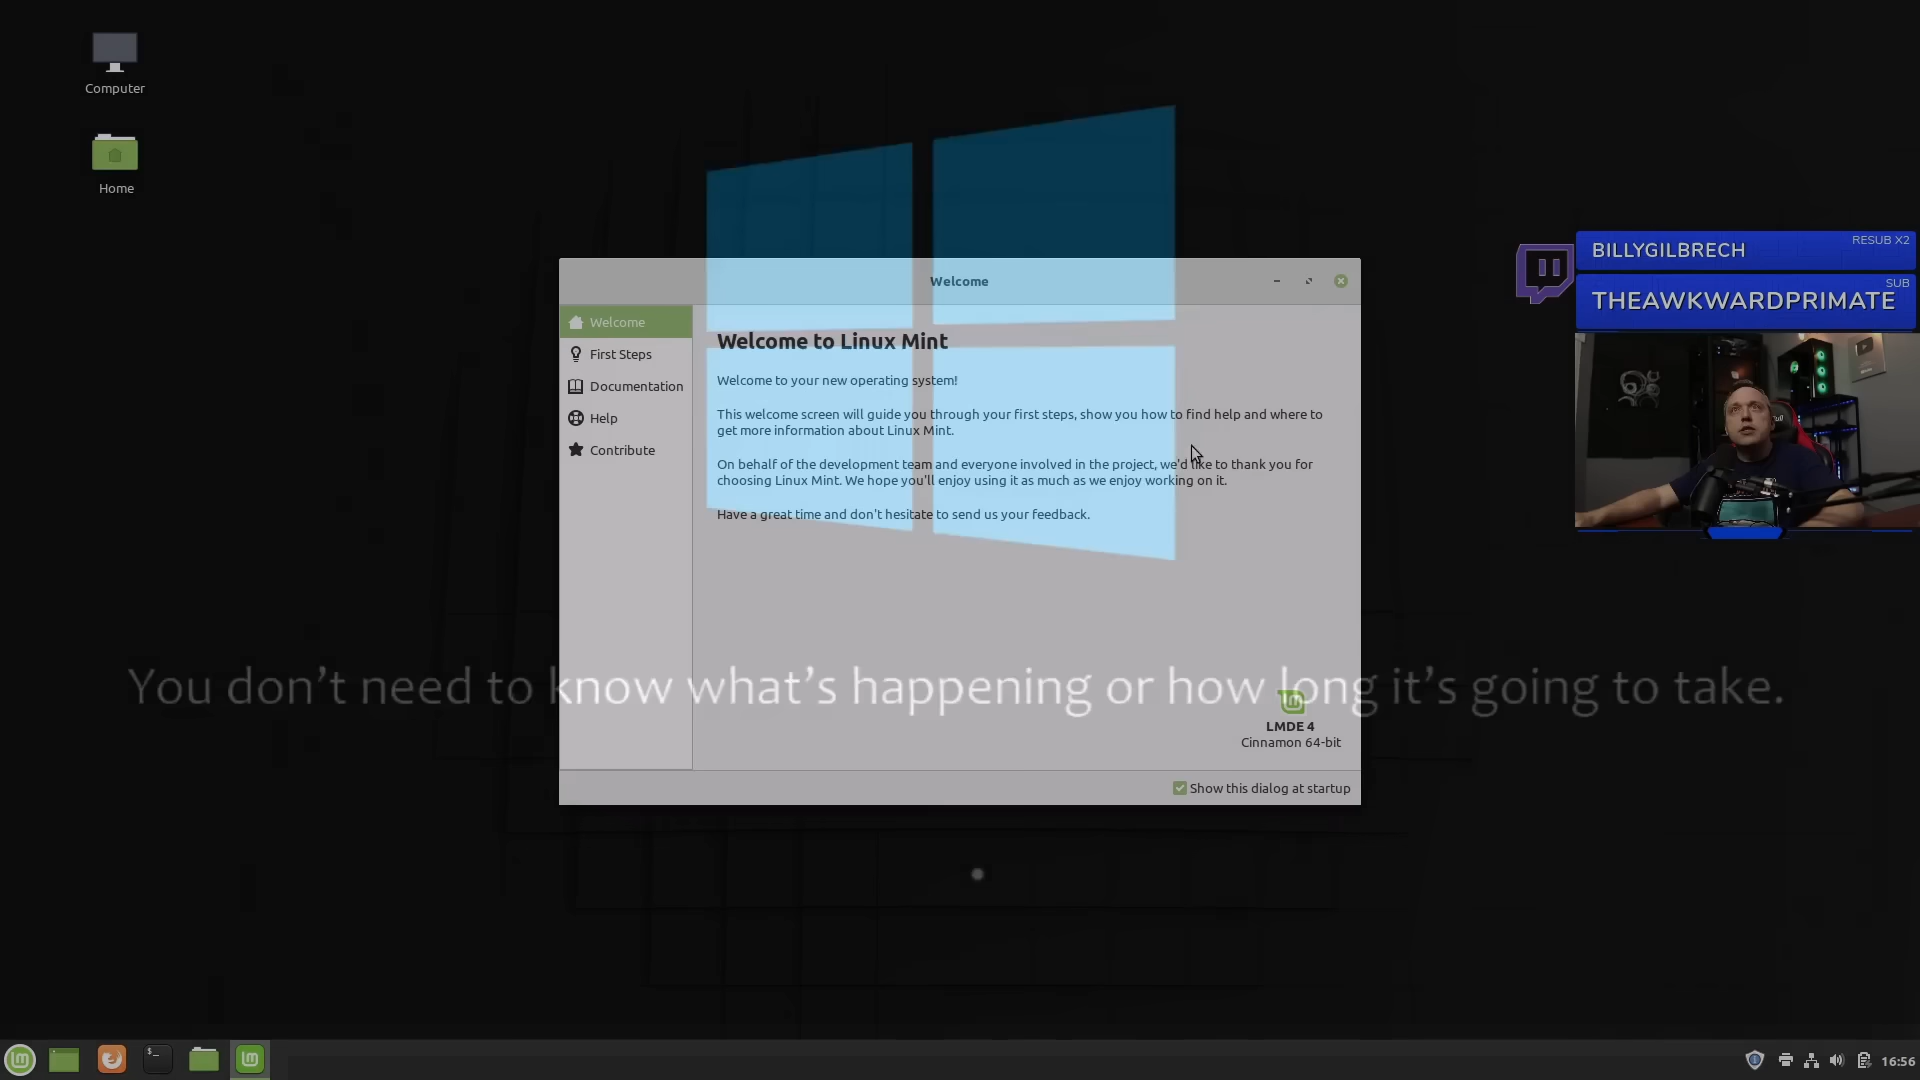 Computer
Home
RESUB X2
BILLYGILBRECH
SUB
THEAWKWARDPRIMATE
Welcome
Welcome
First Steps
Documentation
Help
Contribute
Welcome to Linux Mint
Welcome to your new operating system!
This welcome screen will guide you through your first steps, show you how to find help and where to
get more information about Linux Mint.
On behalf of the development team and everyone involved in the project, we'd like to thank you for
choosing Linux Mint. We hope you'll enjoy using it as much as we enjoy working on it.
Have a great time and don't hesitate to send us your feedback.
You don’t need to know what’s happening or how long it’s going to take.
LMDE 4
Cinnamon 64-bit
Show this dialog at startup
16:56